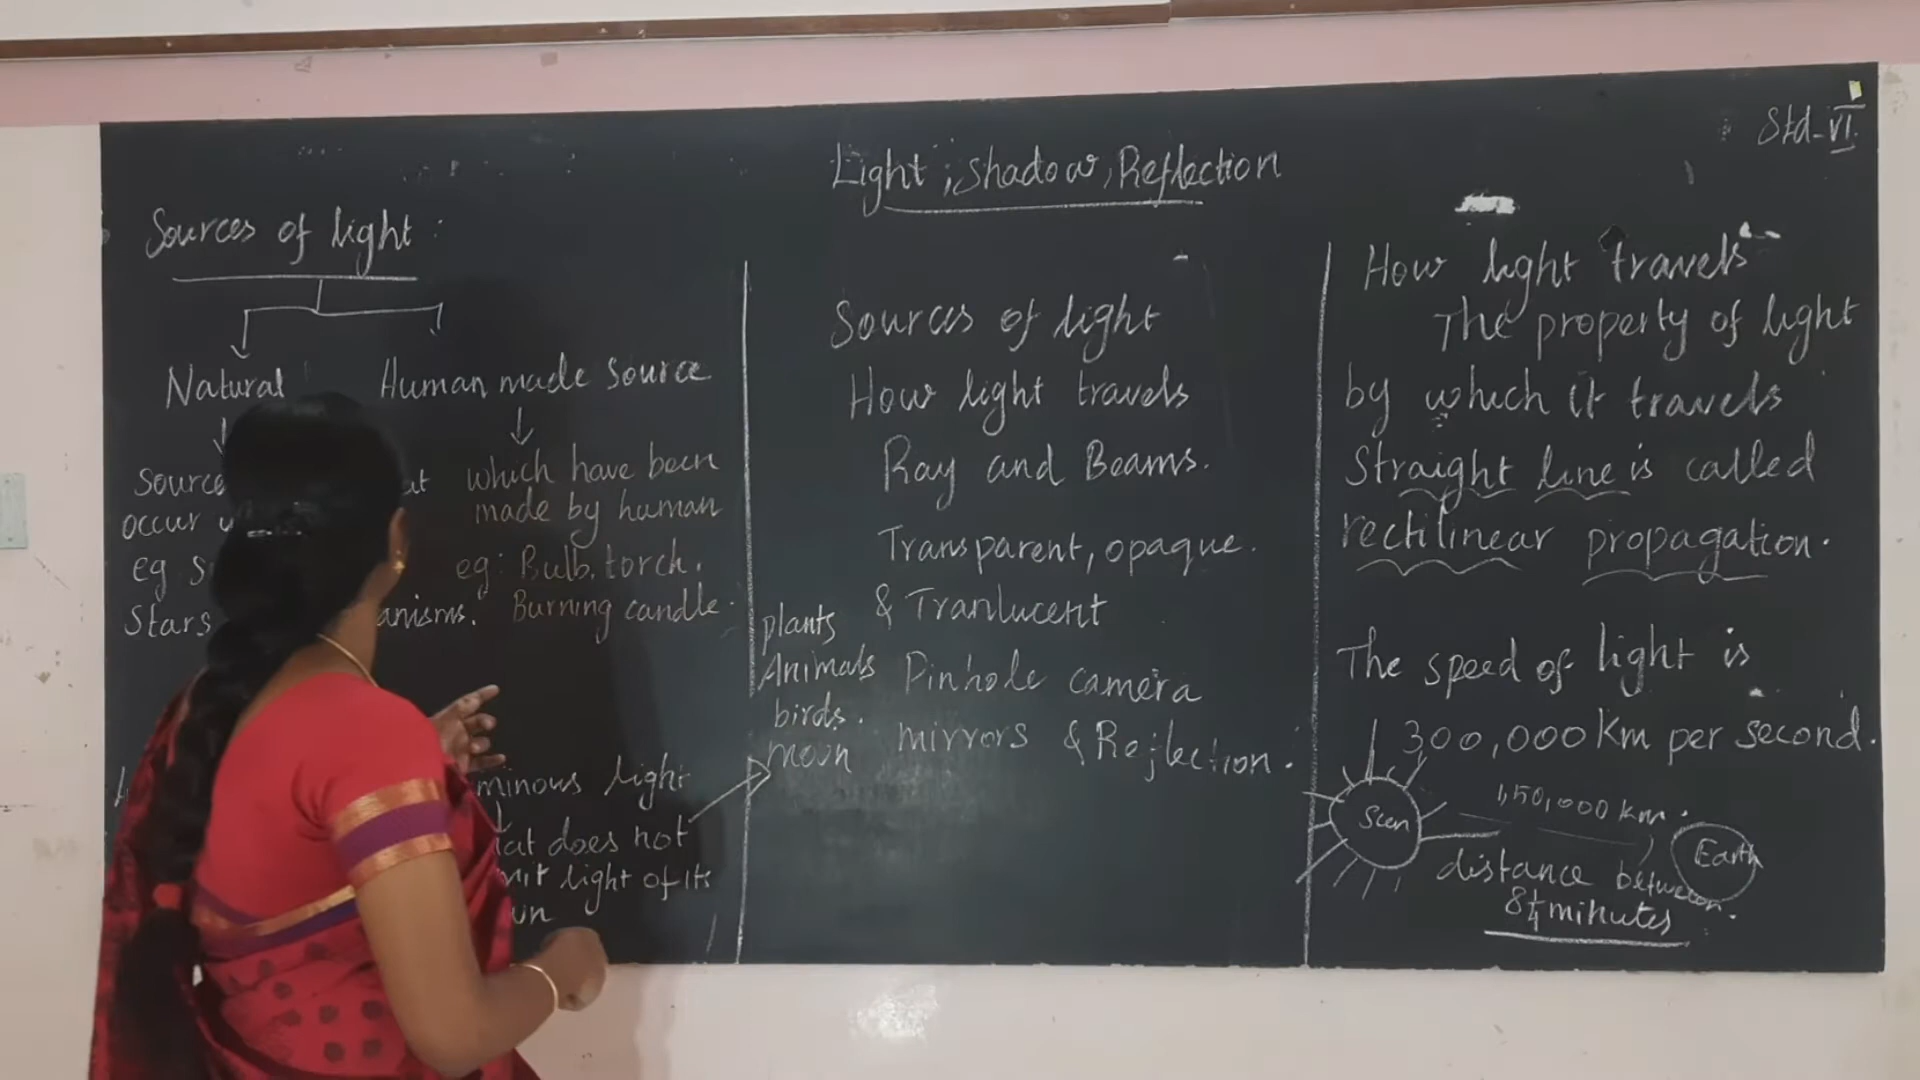 Std-VI
Light, Shadow, Reflection
Sources of light :
Natural
Human made source
which have been
made by human
eg: Bulb, torch.
Burning candle.
occur
eg
Stars
light
does not
light of its
Sources of light
How light travels
Ray and Beams.
Transparent, opaque.
& Tranlucent
Pinhole camera
mirrors & Reflection.
plants
Animals
birds.
moon
How light travels
The property of light
by which it travels
Straight line is called
rectilinear propagation.
The speed of light is
300,000 Km per second.
Sun
1,50,000 km.
Earth
distance between.
8 1/4 minutes